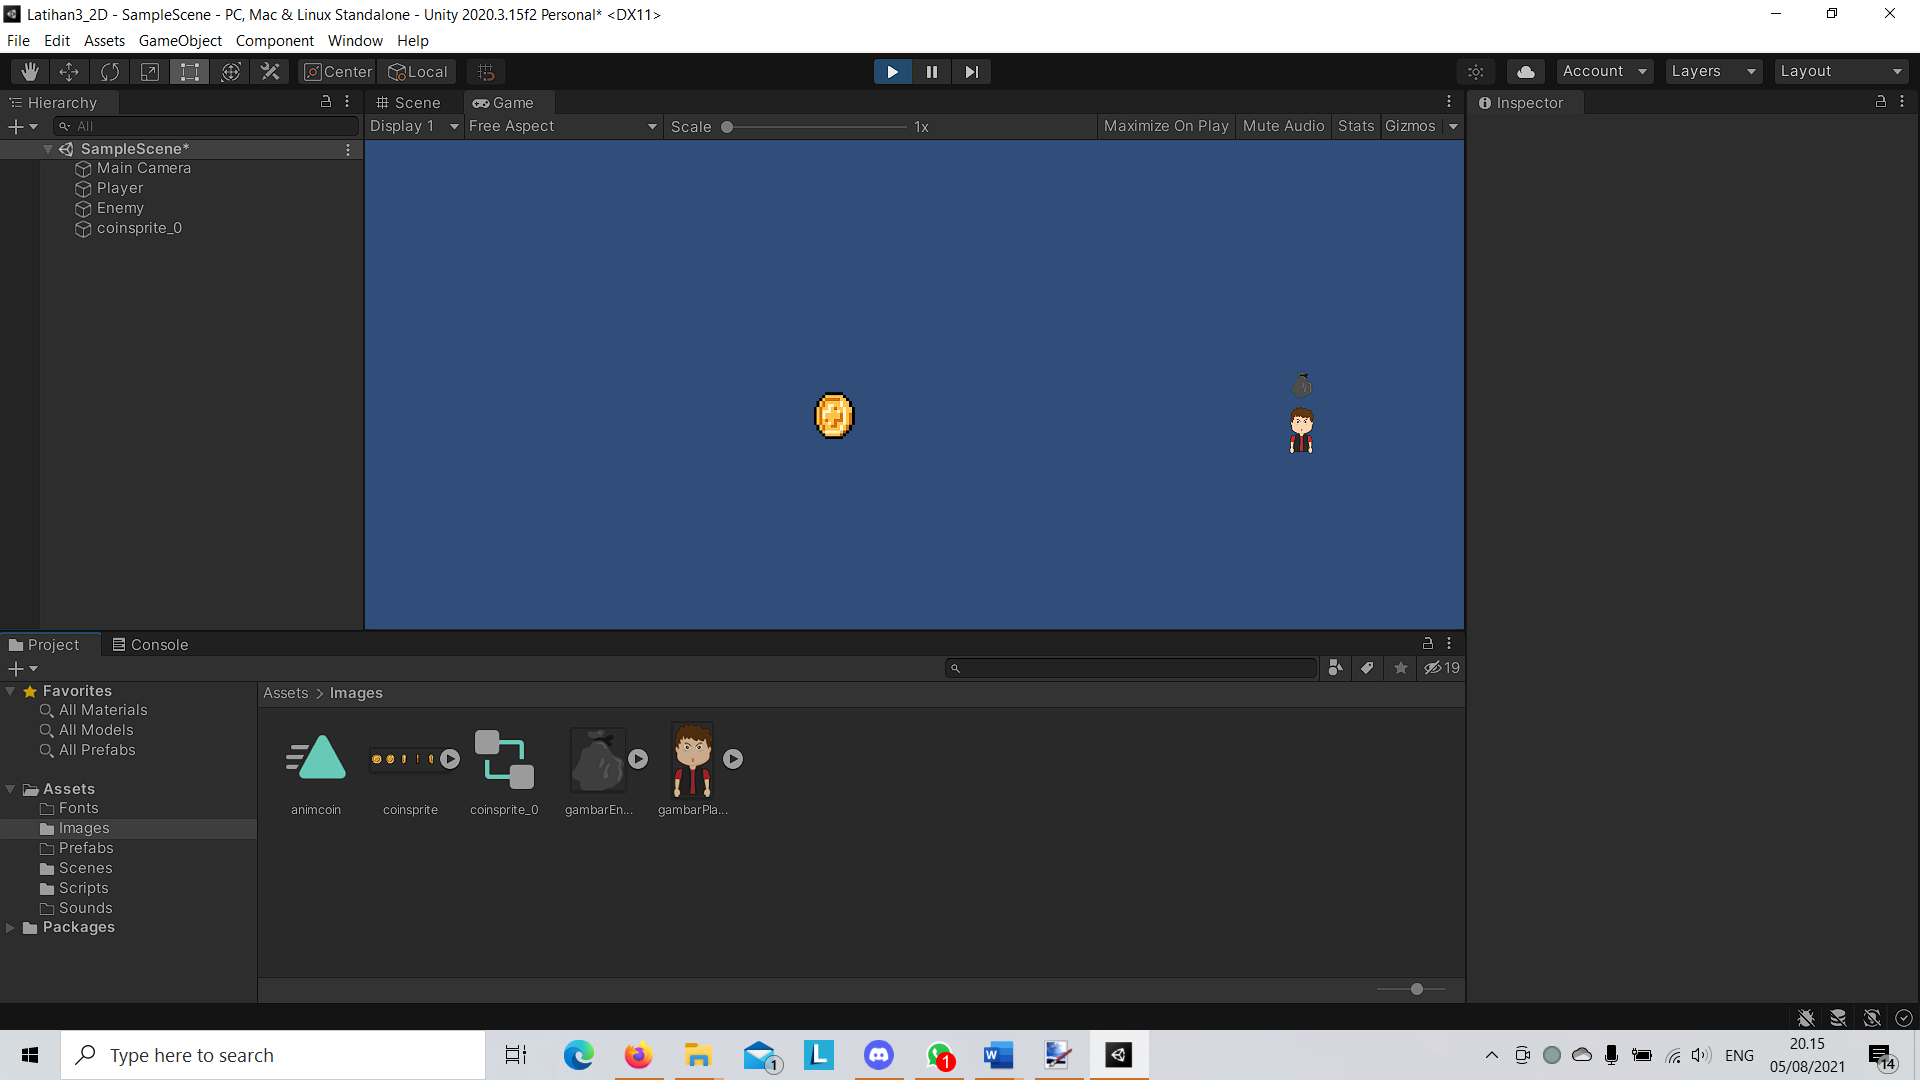 Latihan3_2D - SampleScene - PC, Mac & Linux Standalone - Unity 2020.3.15f2 Personal* <DX11>
File Edit Assets GameObject Component Window Help
Center Local Account Layers Layout
Hierarchy Scene Game Inspector
All Display 1 Free Aspect Scale 1x Maximize On Play Mute Audio Stats Gizmos
SampleScene*
Main Camera
Player
Enemy
coinsprite_0
Project Console
19
Favorites Assets > Images
All Materials
All Models
All Prefabs
Assets
Fonts
Images
Prefabs
Scenes
Scripts
Sounds
Packages
animcoin coinsprite coinsprite_0 gambarEn... gambarPla...
Type here to search
1
L
1
W
ENG
20.15
05/08/2021
14